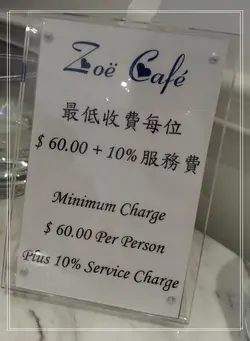 Zoë Café
最低收費每位
$ 60.00 + 10% 服務費
Minimum Charge
$ 60.00 Per Person
Plus 10% Service Charge